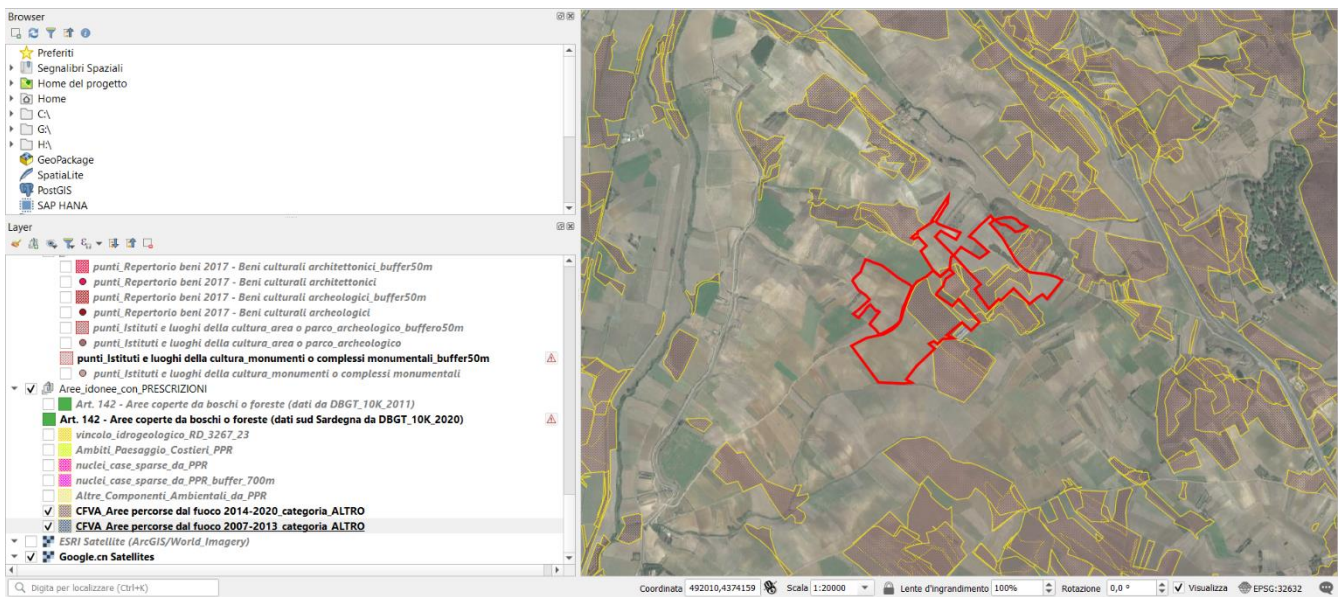 Browser
Preferiti
Segnalibri Spaziali
Home del progetto
Home
C:\
G:\
H:\
GeoPackage
SpatiaLite
PostGIS
SAP HANA
Layer
punti_Repertorio beni 2017 - Beni culturali architettonici_buffer50m
punti_Repertorio beni 2017 - Beni culturali architettonici
punti_Repertorio beni 2017 - Beni culturali archeologici_buffer50m
punti_Repertorio beni 2017 - Beni culturali archeologici
punti_Istituti e luoghi della cultura_area o parco_archeologico_buffero50m
punti_Istituti e luoghi della cultura_area o parco_archeologico
punti_Istituti e luoghi della cultura_monumenti o complessi monumentali_buffer50m
punti_Istituti e luoghi della cultura_monumenti o complessi monumentali
Aree_idonee_con_PRESCRIZIONI
Art. 142 - Aree coperte da boschi o foreste (dati da DBGT_10K_2011)
Art. 142 - Aree coperte da boschi o foreste (dati sud Sardegna da DBGT_10K_2020)
vincolo_idrogeologico_RD_3267_23
Ambiti_Paesaggio_Costieri_PPR
nuclei_case_sparse_da_PPR
nuclei_case_sparse_da_PPR_buffer_700m
Altre_Componenti_Ambientali_da_PPR
CFVA_Aree percorse dal fuoco 2014-2020_categoria_ALTRO
CFVA_Aree percorse dal fuoco 2007-2013_categoria_ALTRO
ESRI Satellite (ArcGIS/World_Imagery)
Google.cn Satellites
Digita per localizzare (Ctrl+K) Coordinata 492010,4374159 Scala 1:20000 Lente d'ingrandimento 100% Rotazione 0,0 ° Visualizza EPSG:32632